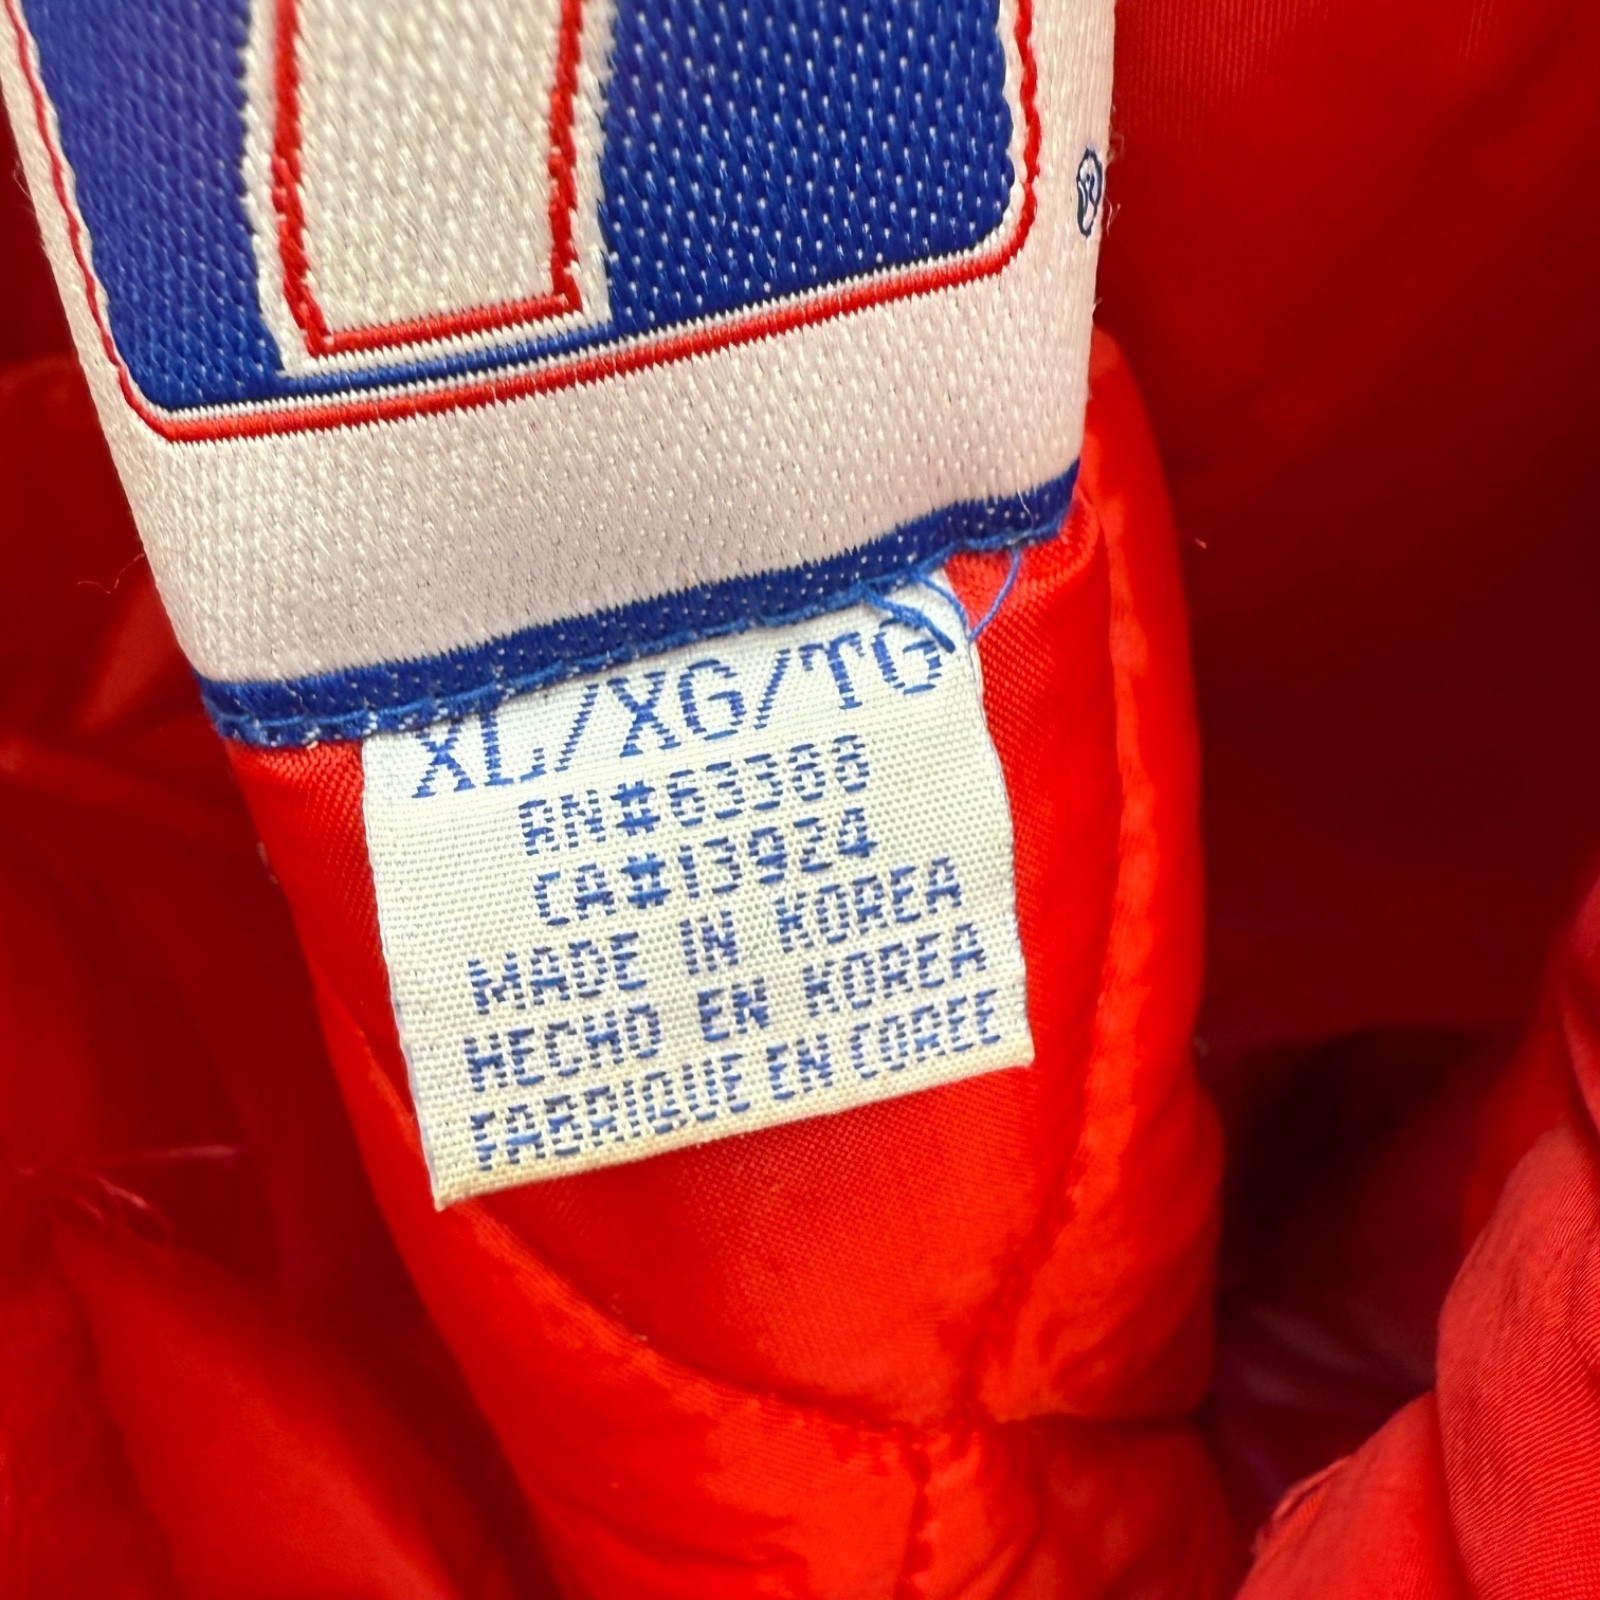 ®
XL/XG/TG
RN#63388
CA#13924
MADE IN KOREA
HECHO EN KOREA
FABRIQUE EN COREE